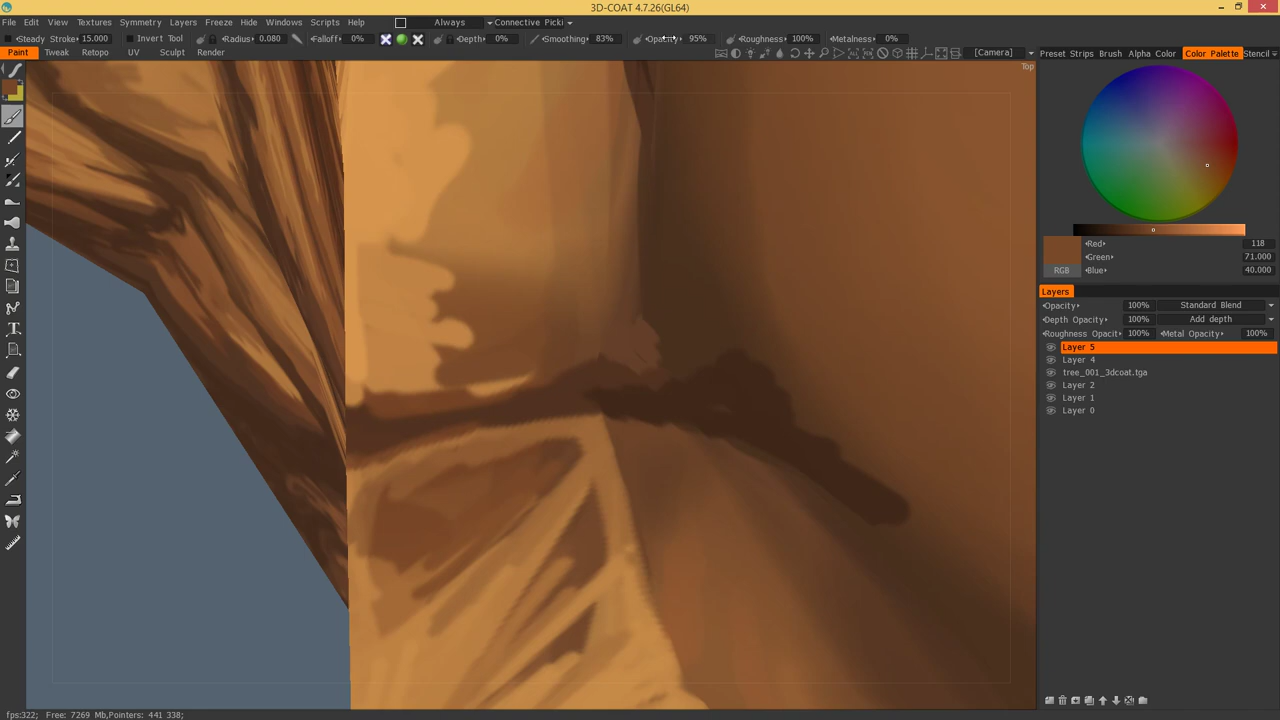 3D-COAT 4.7.26(GL64)
File Edit View Textures Symmetry Layers Freeze Hide Windows Scripts Help Always Connective Picki
Steady Stroke 15.000 Invert Tool Radius 0.080 Falloff 0% Depth 0% Smoothing 83% Opacity 95% Roughness 100% Metalness 0%
Paint Tweak Retopo UV Sculpt Render [Camera] Preset Strips Brush Alpha Color Color Palette Stencil
Top
Red 118
Green 71.000
RGB Blue 40.000
Layers
Opacity 100% Standard Blend
Depth Opacity 100% Add depth
Roughness Opacit 100% Metal Opacity 100%
Layer 5
Layer 4
tree_001_3dcoat.tga
Layer 2
Layer 1
Layer 0
fps:322; Free: 7269 Mb,Pointers: 441 338;